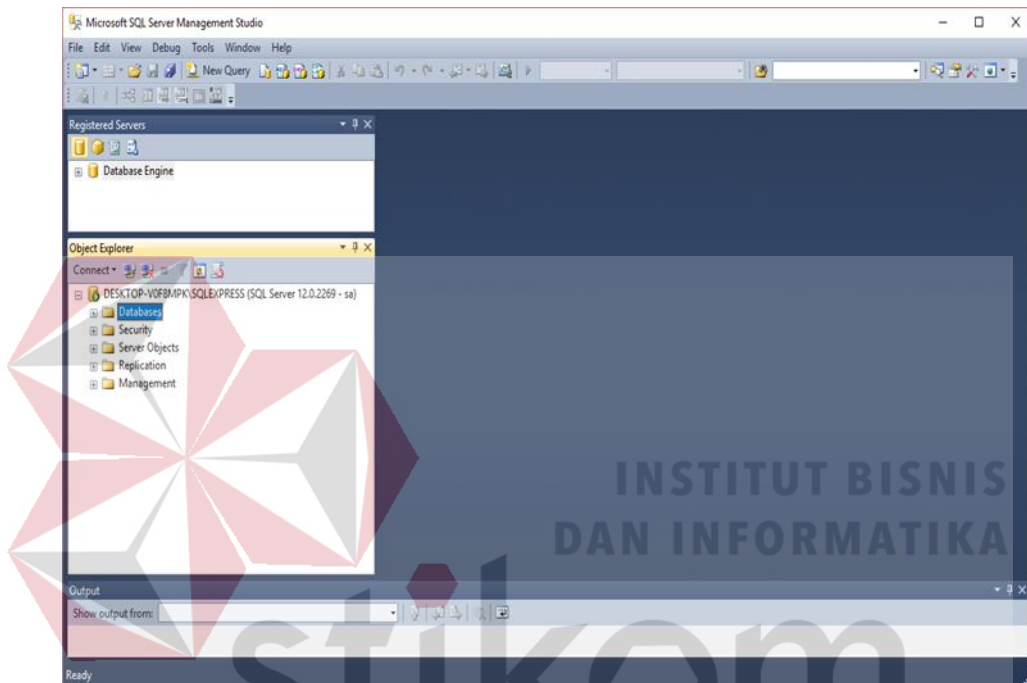 Microsoft SQL Server Management Studio
File Edit View Debug Tools Window Help
New Query
Registered Servers
Database Engine
Object Explorer
Connect
DESKTOP-V0F8MPK\SQLEXPRESS (SQL Server 12.0.2269 - sa)
Databases
Security
Server Objects
Replication
Management
INSTITUT BISNIS
DAN INFORMATIKA
Output
Show output from:
stikom
Ready